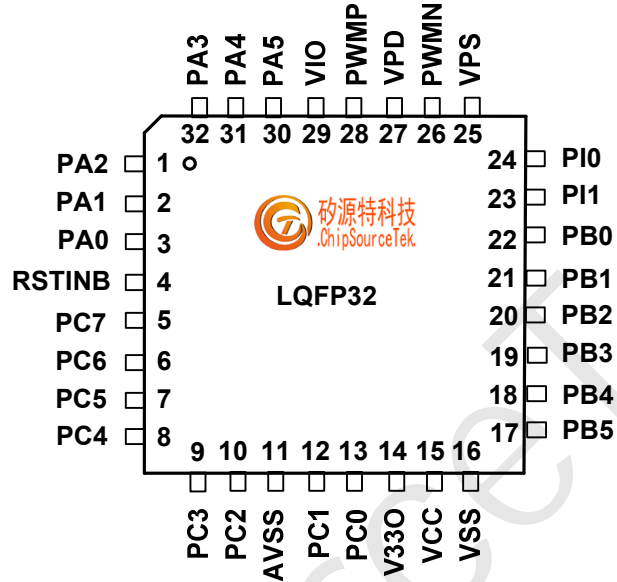 PA3 PA4 PA5 VIO PWMP VPD PWMN VPS
32 31 30 29 28 27 26 25
PA2 1
PA1 2
PA0 3
RSTINB 4
PC7 5
PC6 6
PC5 7
PC4 8
矽源特科技
.ChipSourceTek.
LQFP32
24 PI0
23 PI1
22 PB0
21 PB1
20 PB2
19 PB3
18 PB4
17 PB5
9 10 11 12 13 14 15 16
PC3 PC2 AVSS PC1 PC0 V33O VCC VSS